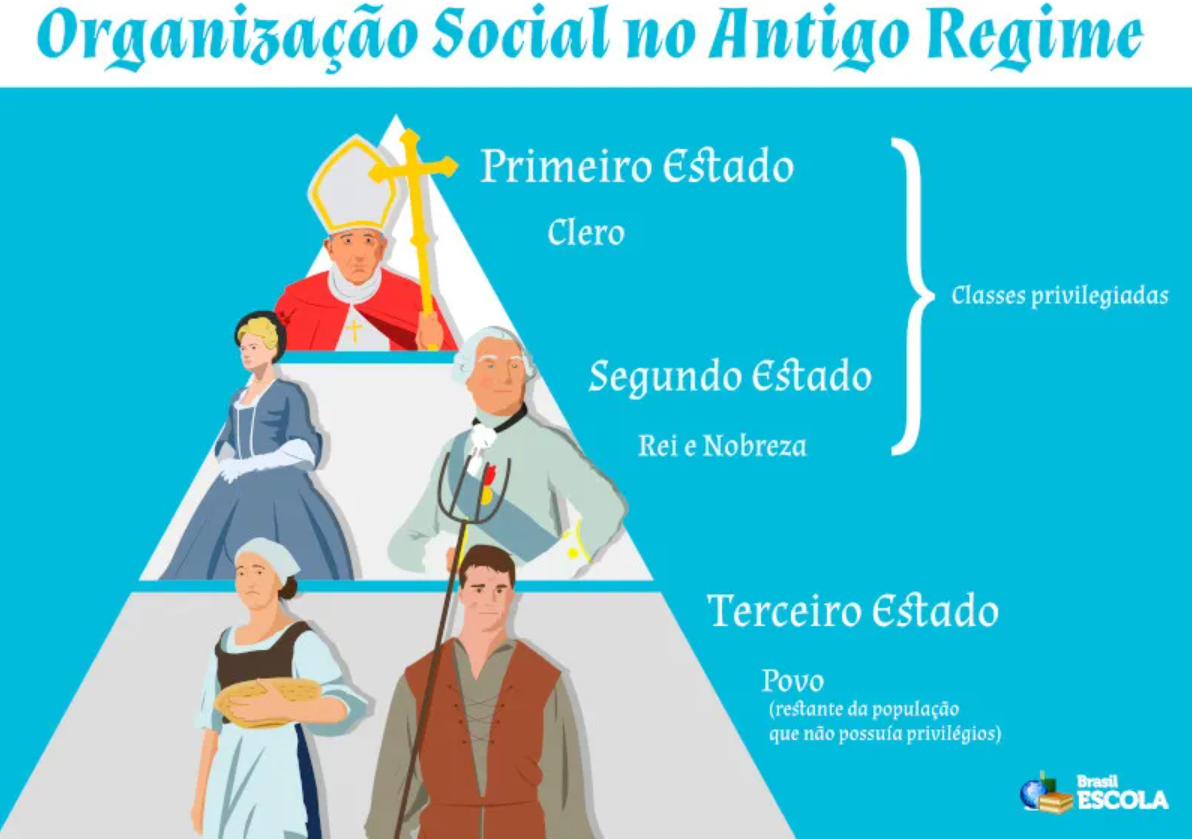 Organização Social no Antigo Regime
Primeiro Estado
Clero
Classes privilegiadas
Segundo Estado
Rei e Nobreza
Terceiro Estado
Povo
(restante da população
que não possuía privilégios)
Brasil
ESCOLA